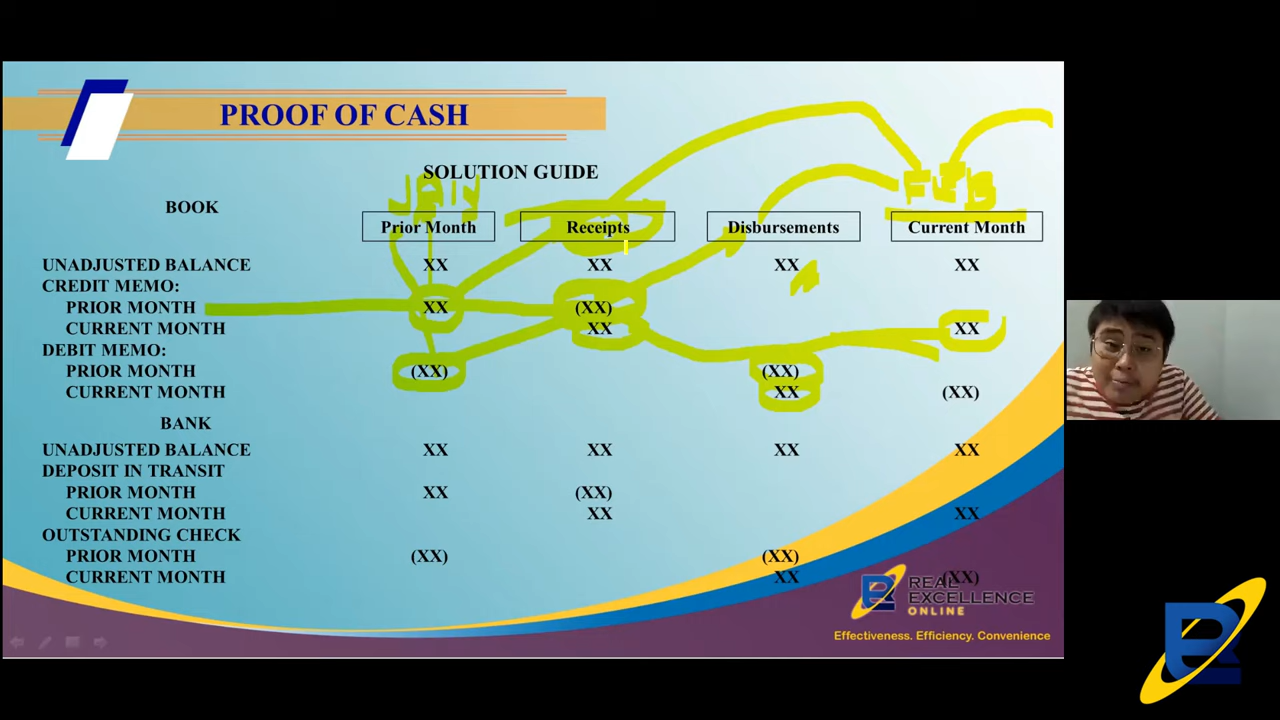 PROOF OF CASH
SOLUTION GUIDE
JAN
FEB
BOOK
Prior Month Receipts Disbursements Current Month
UNADJUSTED BALANCE XX XX XX XX
CREDIT MEMO:
PRIOR MONTH XX (XX)
CURRENT MONTH XX XX
DEBIT MEMO:
PRIOR MONTH (XX) (XX)
CURRENT MONTH XX (XX)
BANK
UNADJUSTED BALANCE XX XX XX XX
DEPOSIT IN TRANSIT
PRIOR MONTH XX (XX)
CURRENT MONTH XX XX
OUTSTANDING CHECK
PRIOR MONTH (XX) (XX)
CURRENT MONTH XX (XX)
REAL
EXCELLENCE
ONLINE
Effectiveness. Efficiency. Convenience